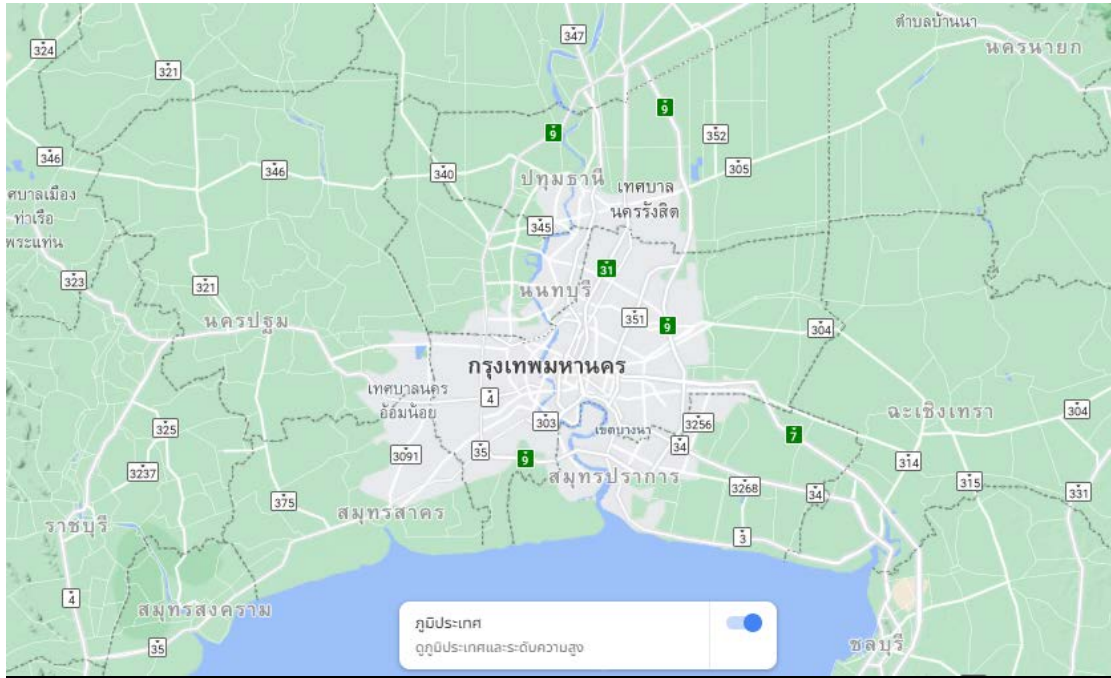 347
ตำบลบ้านนา
นครนายก
324
321
9
9
352
346
346
340
305
ปทุมธานี
เทศบาล
นครรังสิต
ศบาลเมือง
ท่าเรือ
พระแท่น
345
31
323
321
นนทบุรี
นครปฐม
351
9
304
กรุงเทพมหานคร
เทศบาลนคร
อ้อมน้อย
4
ฉะเชิงเทรา
304
303
3256
เขตบางนา
325
7
34
3091
35
9
314
3237
สมุทรปราการ
315
3268
34
331
375
สมุทรสาคร
ราชบุรี
3
4
สมุทรสงคราม
35
ภูมิประเทศ
ดูภูมิประเทศและระดับความสูง
ชลบุรี